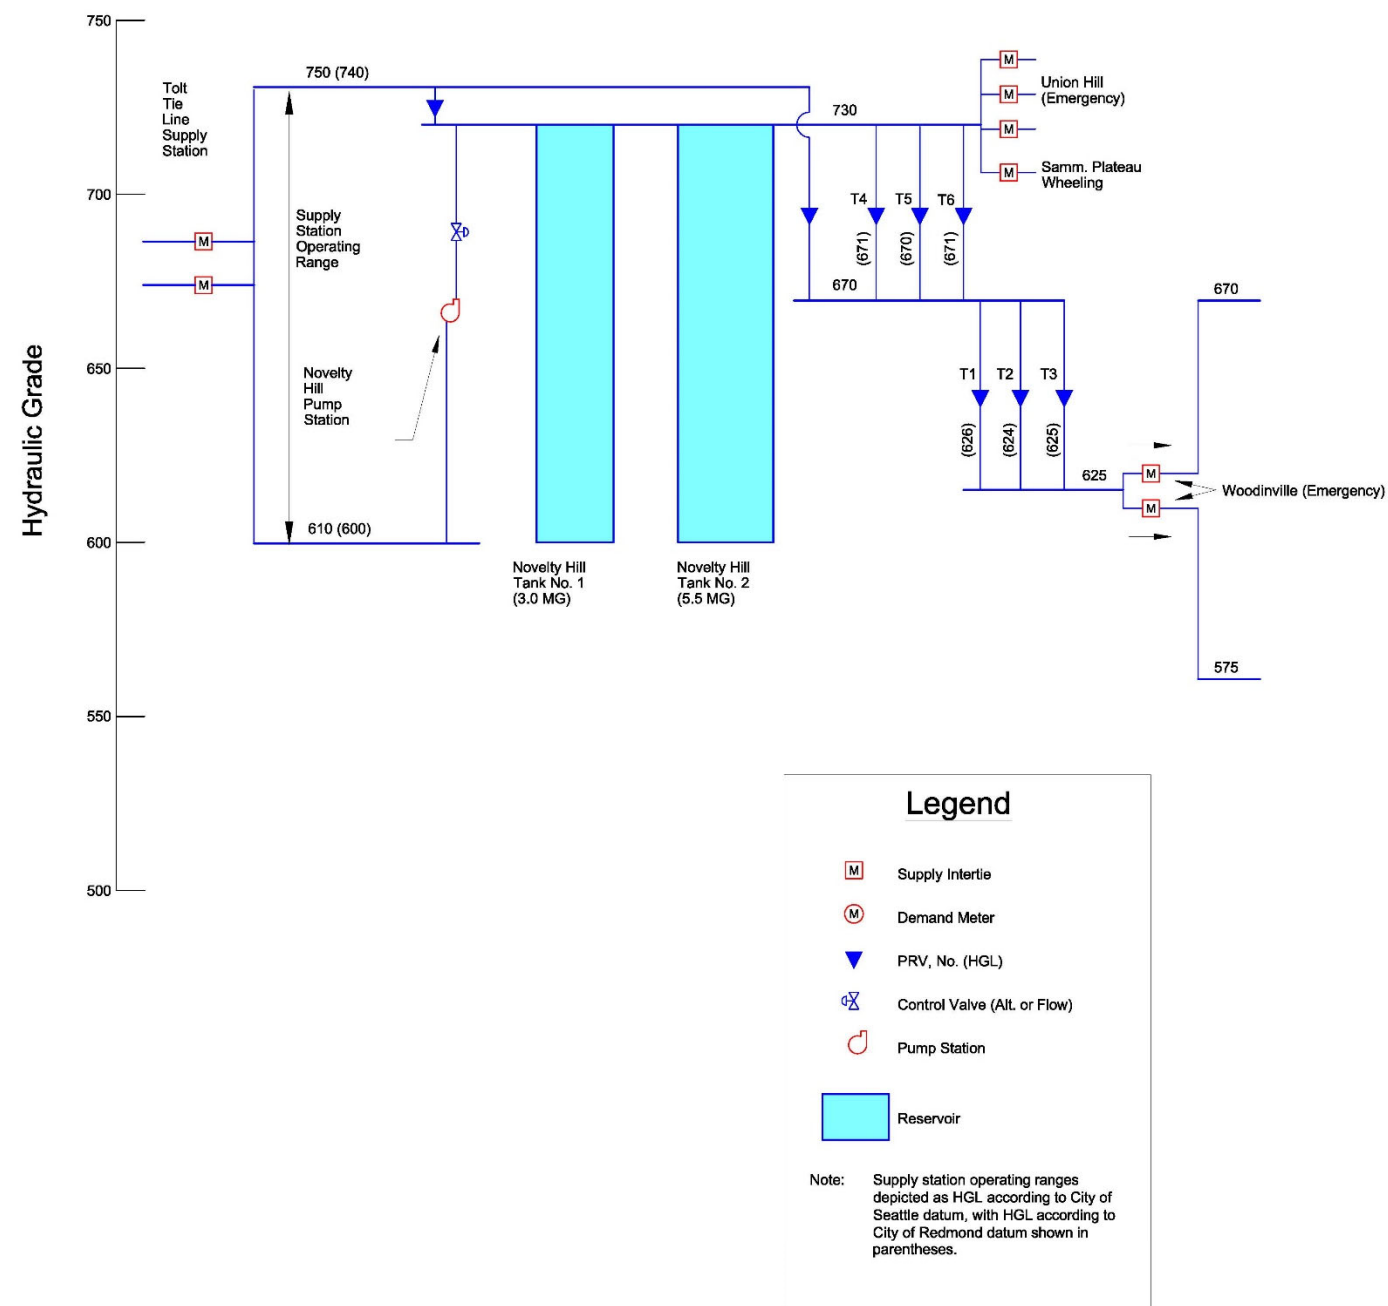 Hydraulic Grade
750
700
650
600
550
500
Tolt
Tie
Line
Supply
Station
M
M
750 (740)
Supply
Station
Operating
Range
Novelty
Hill
Pump
Station
610 (600)
Novelty Hill
Tank No. 1
(3.0 MG)
Novelty Hill
Tank No. 2
(5.5 MG)
730
M
M
M
M
Union Hill
(Emergency)
Samm. Plateau
Wheeling
T4
T5
T6
(671)
(670)
(671)
670
T1
T2
T3
(626)
(624)
(625)
625
M
M
670
Woodinville (Emergency)
575
Legend
M
Supply Intertie
M
Demand Meter
PRV, No. (HGL)
Control Valve (Alt. or Flow)
Pump Station
Reservoir
Note: Supply station operating ranges
depicted as HGL according to City of
Seattle datum, with HGL according to
City of Redmond datum shown in
parentheses.